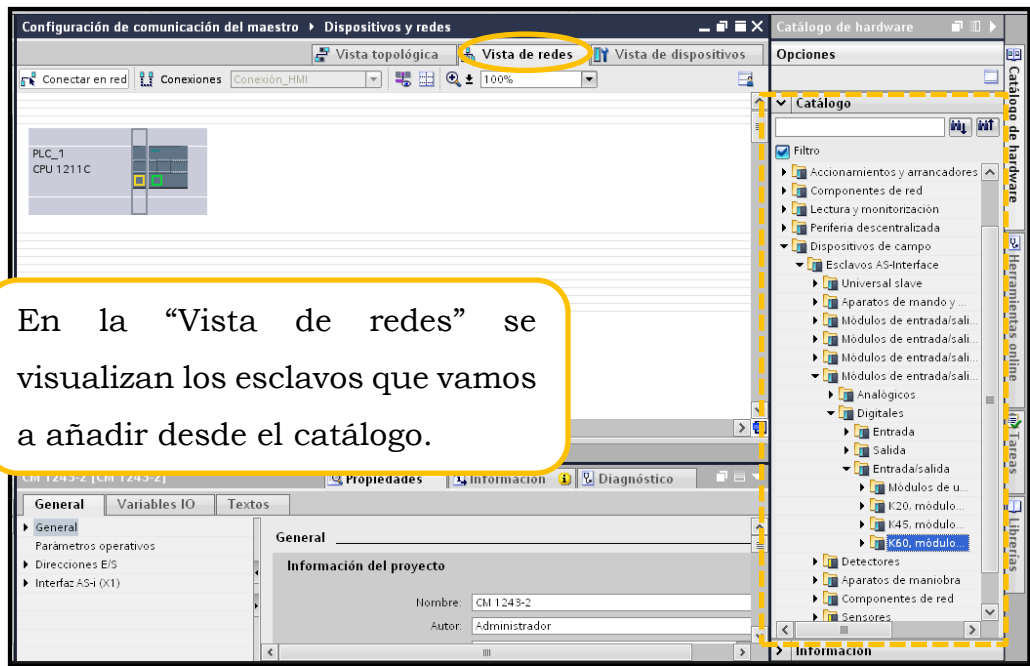 Configuración de comunicación del maestro ▸ Dispositivos y redes
Vista topológica
Vista de redes
Vista de dispositivos
Conectar en red
Conexiones
Conexión_HMI
100%
PLC_1
CPU 1211C
En la “Vista de redes” se
visualizan los esclavos que vamos
a añadir desde el catálogo.
CM 1243-2 [CM 1243-2]
Propiedades
Información
Diagnóstico
General
Variables IO
Textos
General
Parámetros operativos
Direcciones E/S
Interfaz AS-i (X1)
General
Información del proyecto
Nombre: CM 1243-2
Autor: Administrador
Catálogo de hardware
Opciones
Catálogo
Filtro
Accionamientos y arrancadores
Componentes de red
Lectura y monitorización
Periferia descentralizada
Dispositivos de campo
Esclavos AS-Interface
Universal slave
Aparatos de mando y ...
Módulos de entrada/sali...
Módulos de entrada/sali...
Módulos de entrada/sali...
Módulos de entrada/sali...
Analógicos
Digitales
Entrada
Salida
Entrada/salida
Módulos de u...
K20, módulo...
K45, módulo...
K60, módulo...
Detectores
Aparatos de maniobra
Componentes de red
Sensores
Información
Catálogo de hardware
Herramientas online
Tareas
Librerías